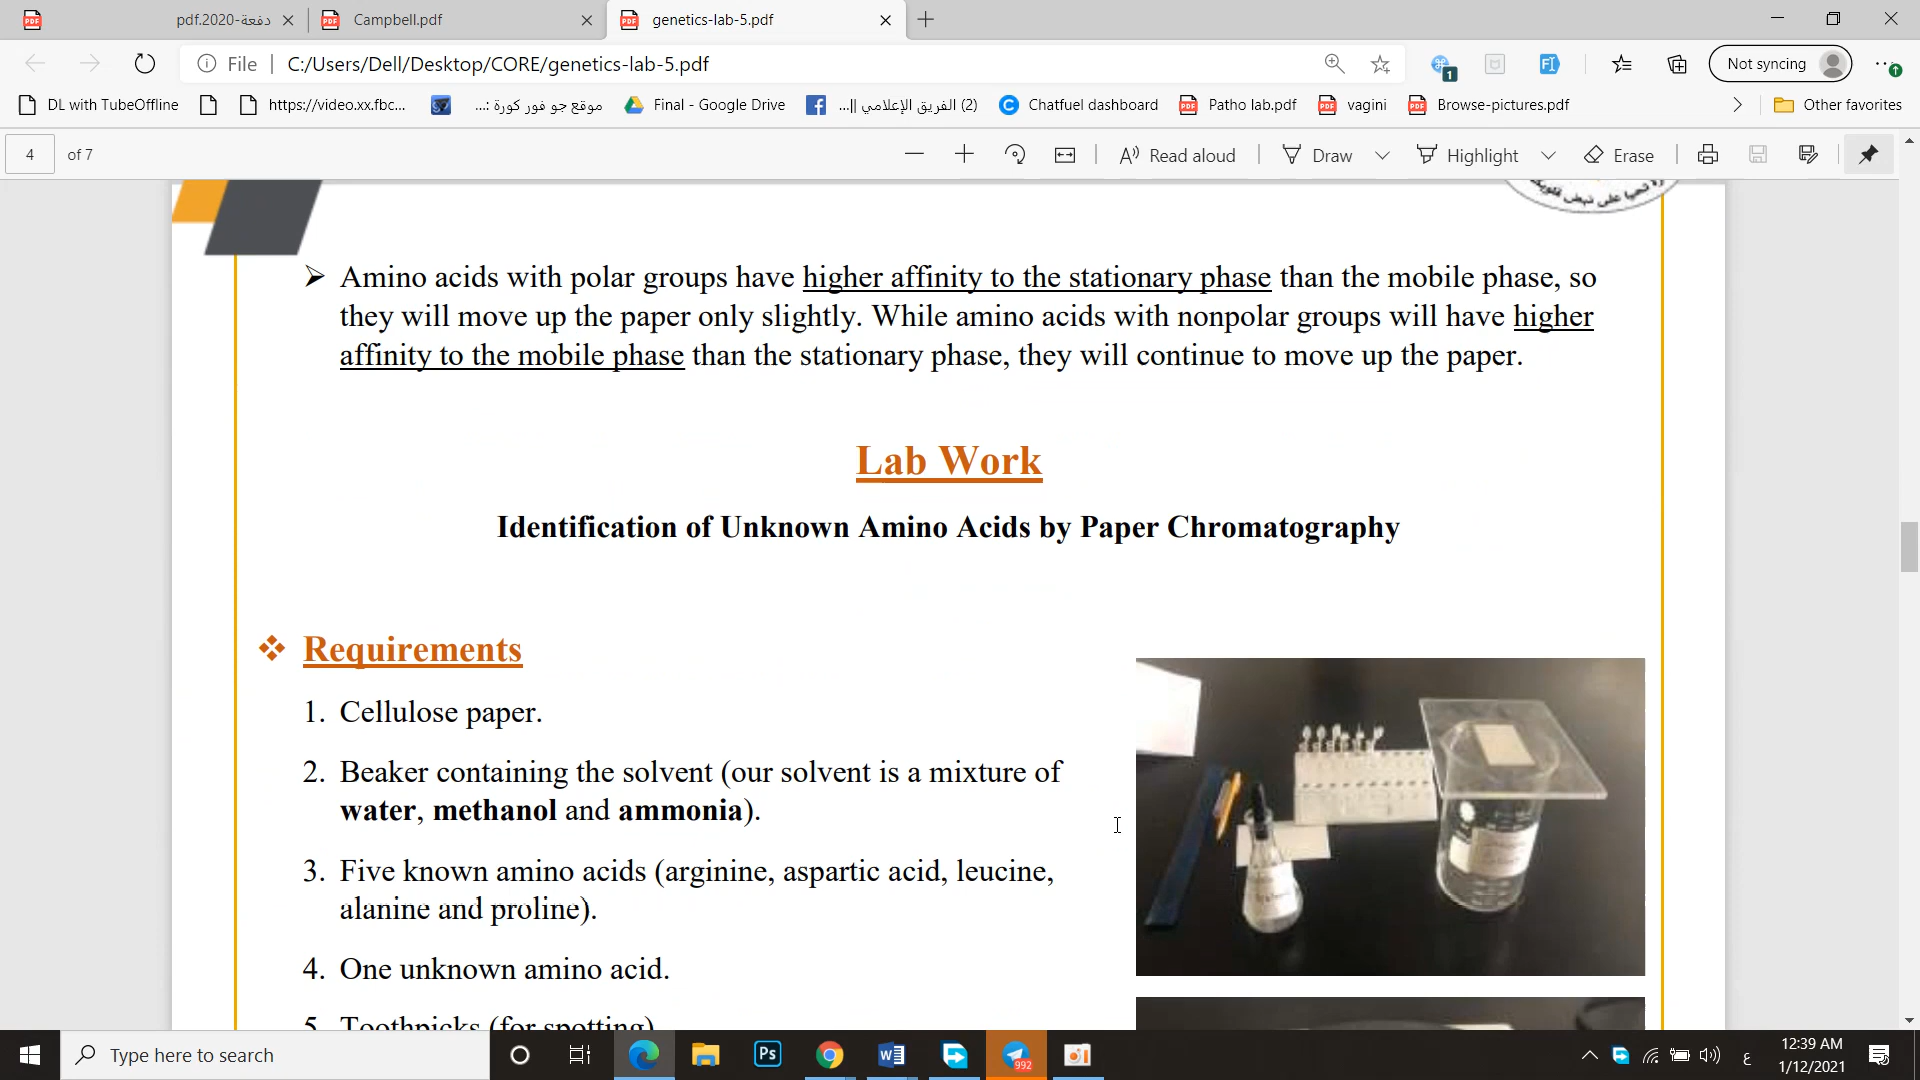 دفعة-2020.pdf
Campbell.pdf
genetics-lab-5.pdf
File
C:/Users/Dell/Desktop/CORE/genetics-lab-5.pdf
1
Not syncing
DL with TubeOffline
https://video.xx.fbc...
موقع جو فور كورة :...
Final - Google Drive
(2) الفريق الإعلامي ||...
Chatfuel dashboard
Patho lab.pdf
vagini
Browse-pictures.pdf
Other favorites
4 of 7
Read aloud
Draw
Highlight
Erase
➢ Amino acids with polar groups have higher affinity to the stationary phase than the mobile phase, so
they will move up the paper only slightly. While amino acids with nonpolar groups will have higher
affinity to the mobile phase than the stationary phase, they will continue to move up the paper.
Lab Work
Identification of Unknown Amino Acids by Paper Chromatography
❖ Requirements
1. Cellulose paper.
2. Beaker containing the solvent (our solvent is a mixture of
water, methanol and ammonia).
3. Five known amino acids (arginine, aspartic acid, leucine,
alanine and proline).
4. One unknown amino acid.
5. Toothpicks (for spotting)
Type here to search
Ps
992
ع
12:39 AM
1/12/2021